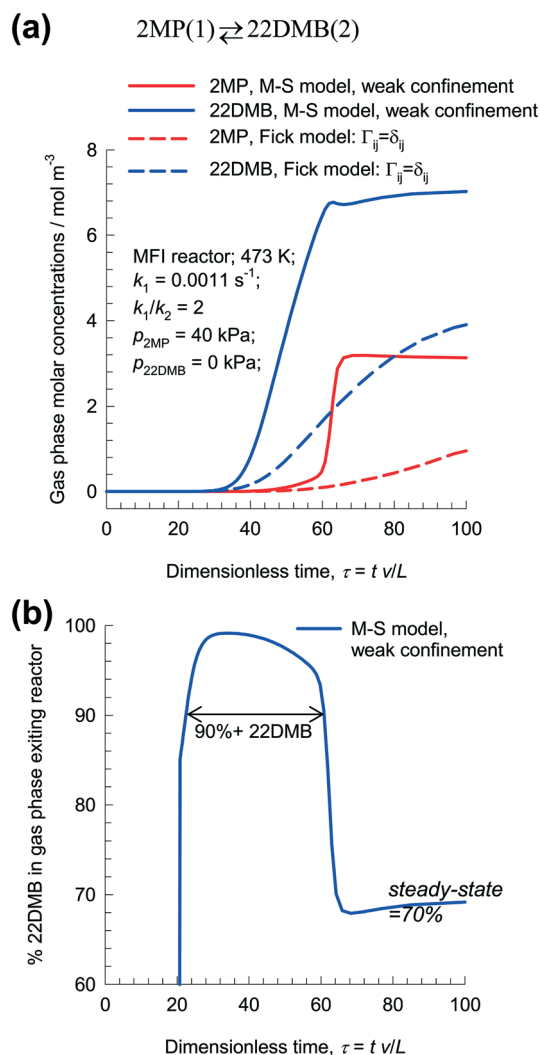 (a)
2MP(1)⇄22DMB(2)
2MP, M-S model, weak confinement
22DMB, M-S model, weak confinement
2MP, Fick model: Γij=δij
22DMB, Fick model: Γij=δij
Gas phase molar concentrations / mol m⁻³
8
6
4
2
0
MFI reactor; 473 K;
k₁ = 0.0011 s⁻¹;
k₁/k₂ = 2
p2MP = 40 kPa;
p22DMB = 0 kPa;
0 20 40 60 80 100
Dimensionless time, τ = t v/L
(b)
M-S model,
weak confinement
% 22DMB in gas phase exiting reactor
100
90
80
70
60
90%+ 22DMB
steady-state
=70%
0 20 40 60 80 100
Dimensionless time, τ = t v/L